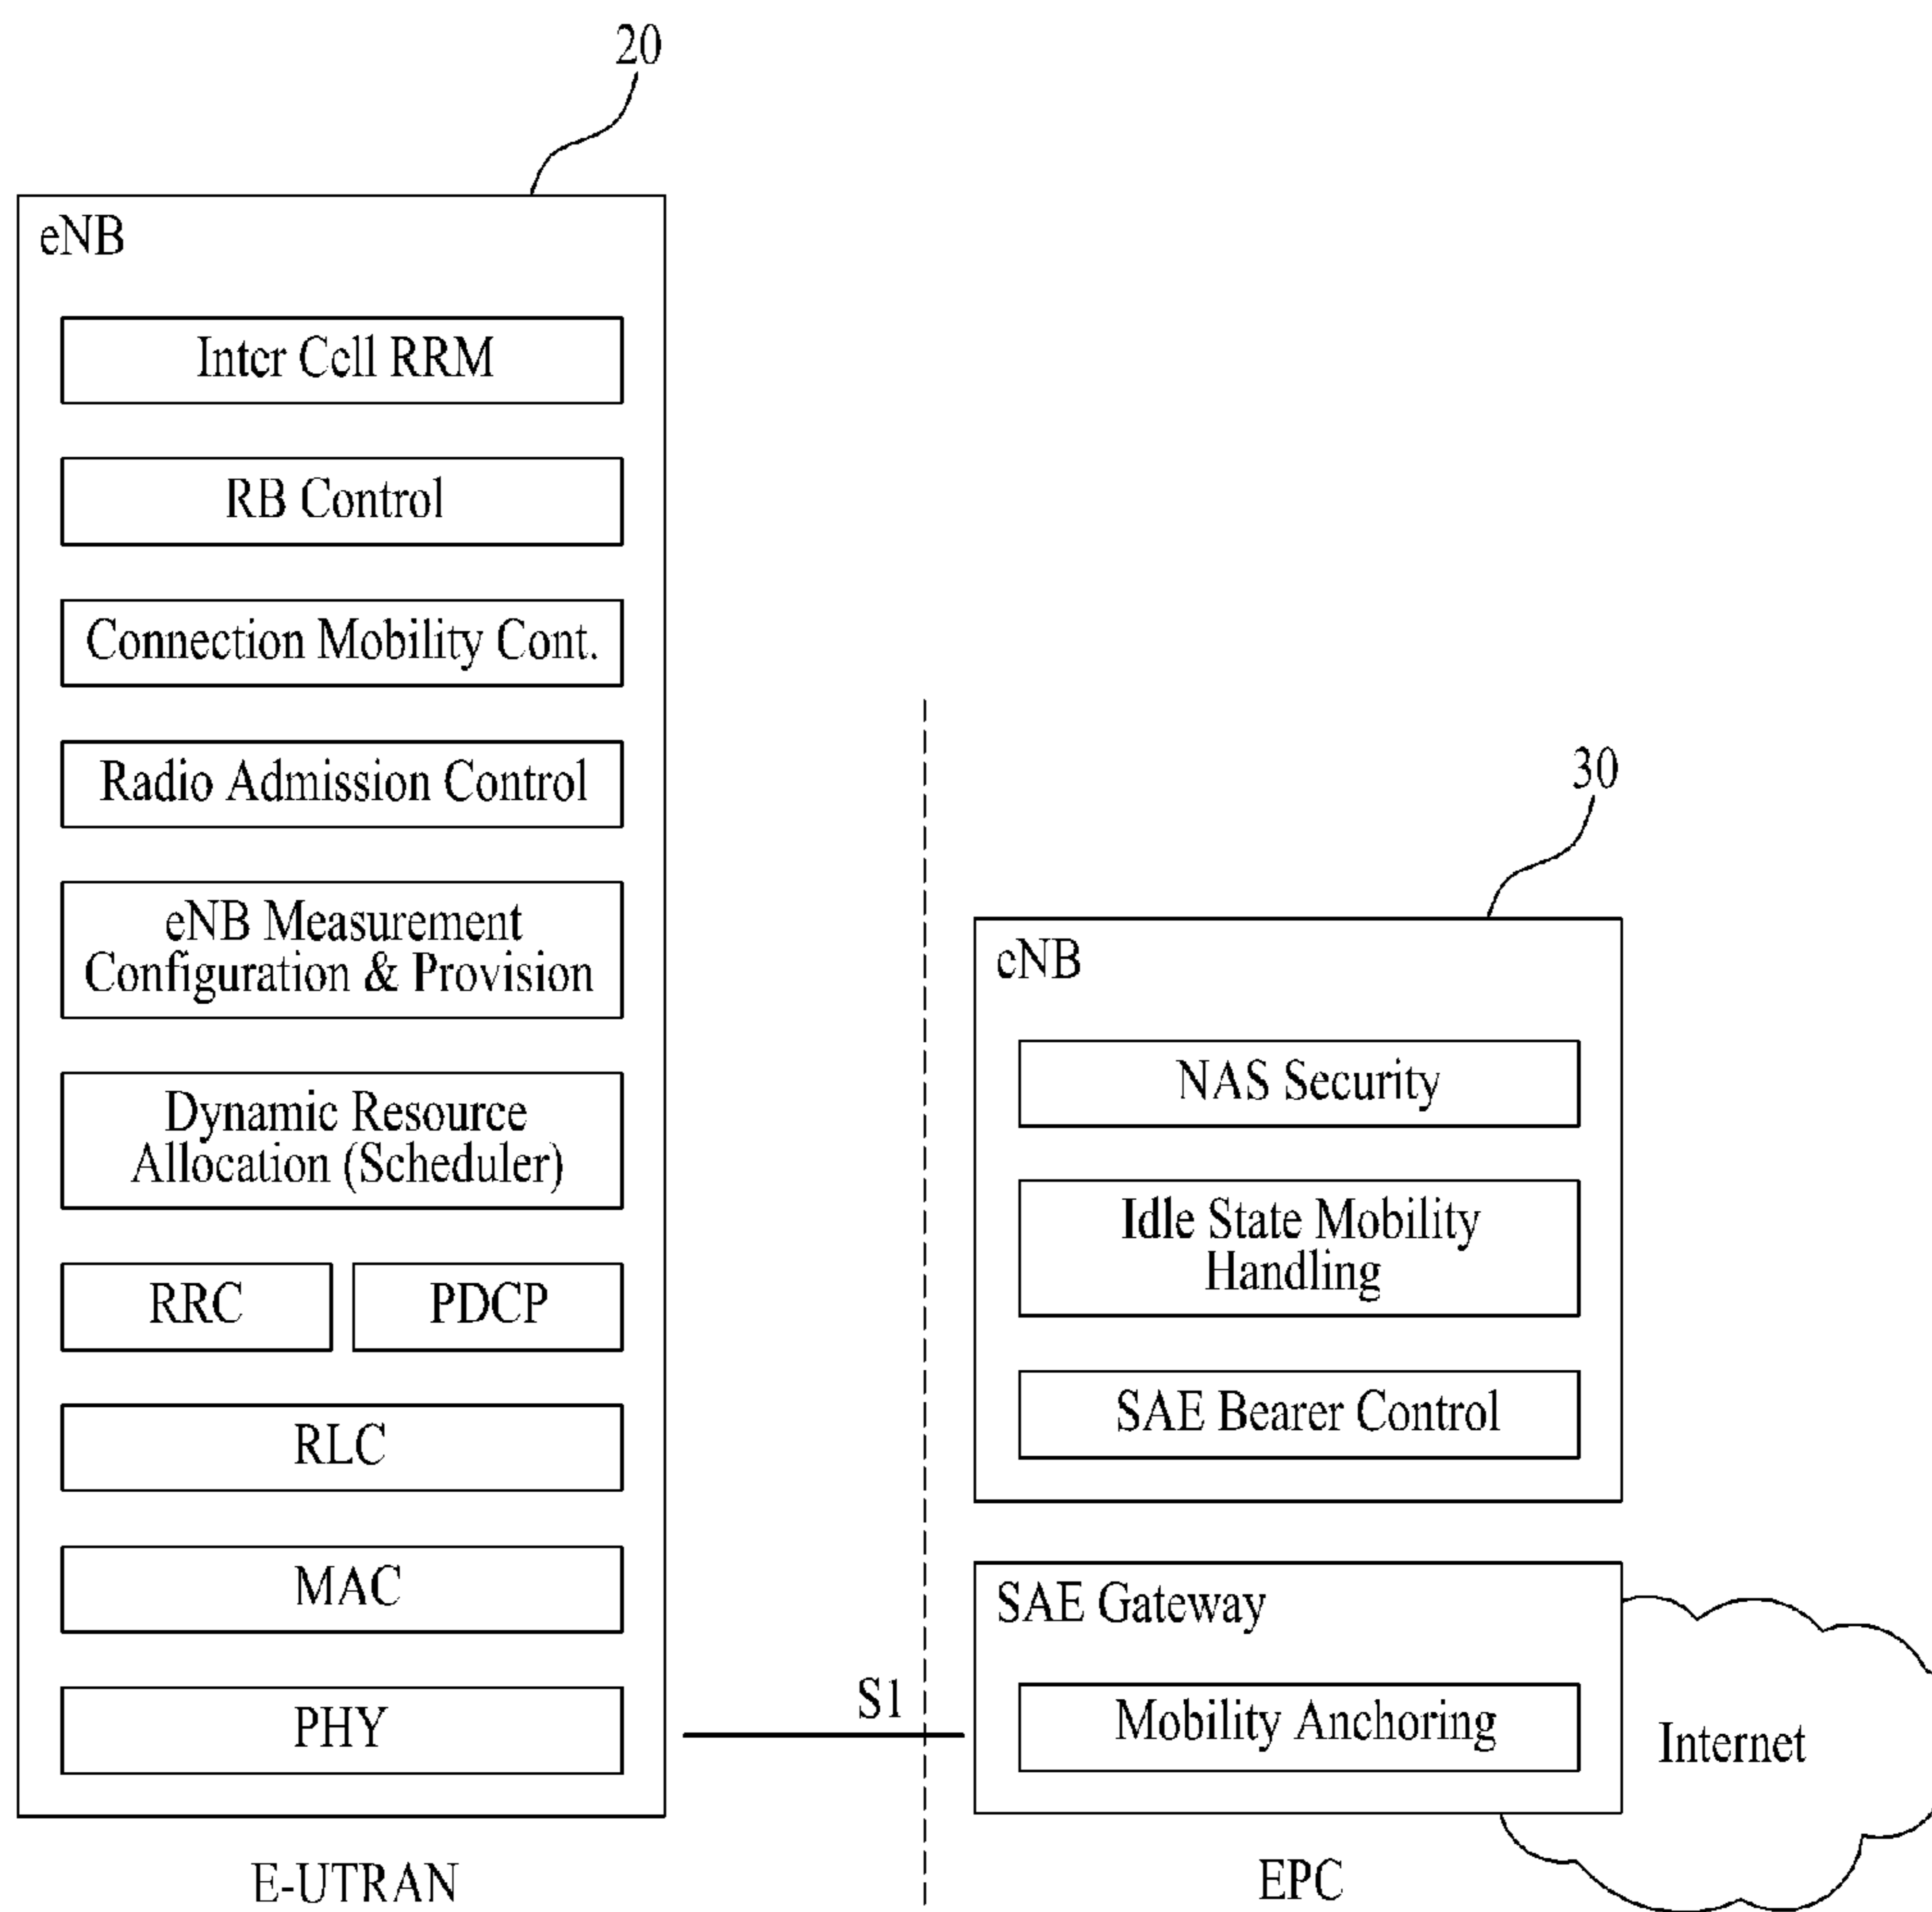 20
eNB
Inter Cell RRM
RB Control
Connection Mobility Cont.
Radio Admission Control
eNB Measurement
Configuration & Provision
Dynamic Resource
Allocation (Scheduler)
RRC
PDCP
RLC
MAC
PHY
E-UTRAN
S1
30
eNB
NAS Security
Idle State Mobility
Handling
SAE Bearer Control
SAE Gateway
Mobility Anchoring
Internet
EPC